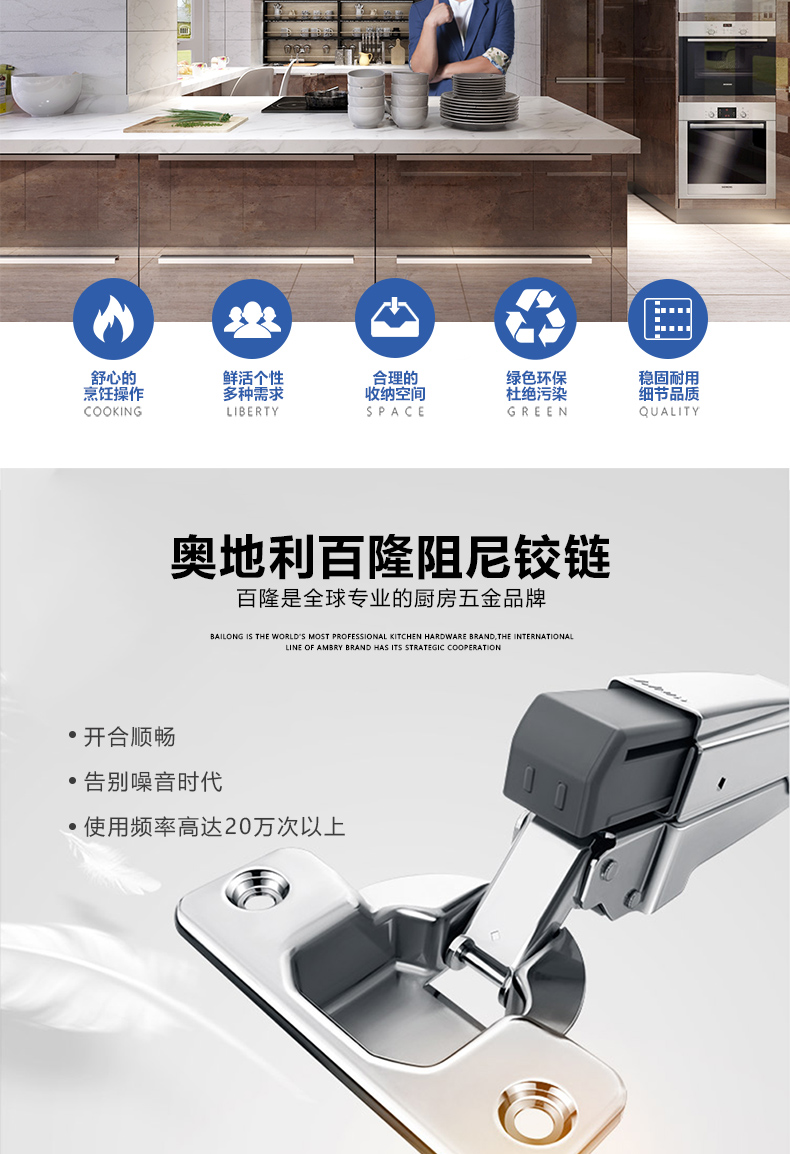 舒心的
烹饪操作
COOKING
鲜活个性
多种需求
LIBERTY
合理的
收纳空间
SPACE
绿色环保
杜绝污染
GREEN
稳固耐用
细节品质
QUALITY
奥地利百隆阻尼铰链
百隆是全球专业的厨房五金品牌
BAILONG IS THE WORLD'S MOST PROFESSIONAL KITCHEN HARDWARE BRAND,THE INTERNATIONAL
LINE OF AMBRY BRAND HAS ITS STRATEGIC COOPERATION
• 开合顺畅
• 告别噪音时代
• 使用频率高达20万次以上